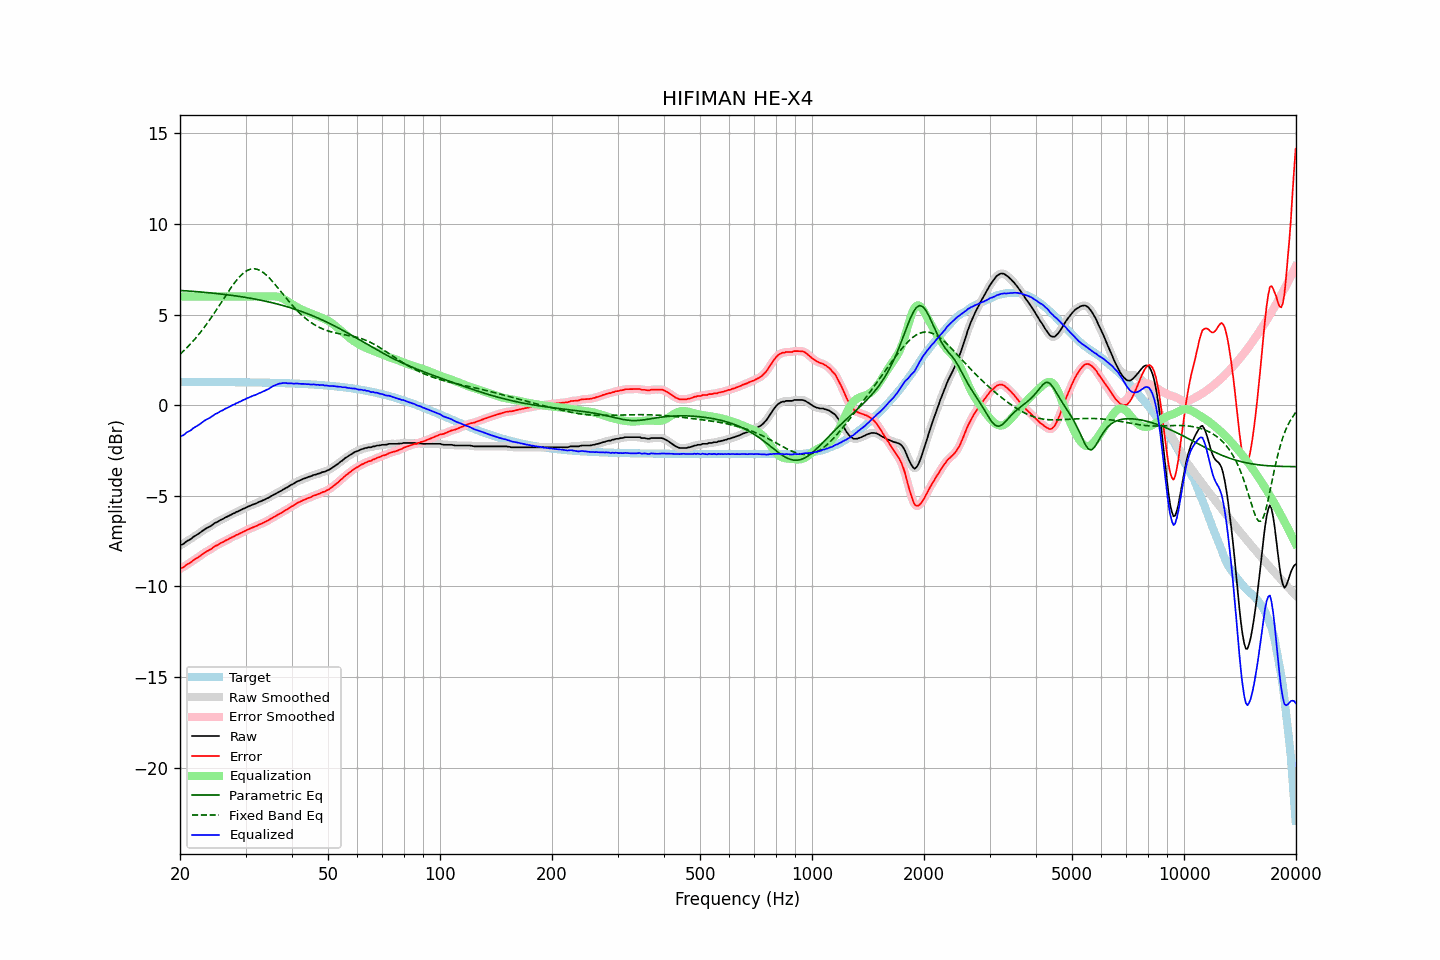 HIFIMAN HE-X4
Amplitude (dBr)
15
10
5
0
−5
−10
−15
−20
Target
Raw Smoothed
Error Smoothed
Raw
Error
Equalization
Parametric Eq
Fixed Band Eq
Equalized
20 50 100 200 500 1000 2000 5000 10000 20000
Frequency (Hz)